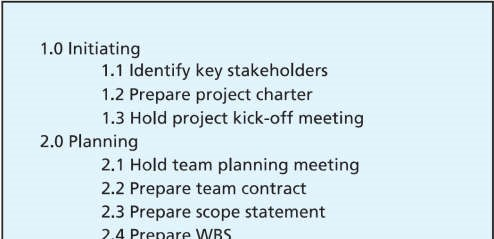 1.0 Initiating
1.1 Identify key stakeholders
1.2 Prepare project charter
1.3 Hold project kick-off meeting
2.0 Planning
2.1 Hold team planning meeting
2.2 Prepare team contract
2.3 Prepare scope statement
2.4 Prepare WBS